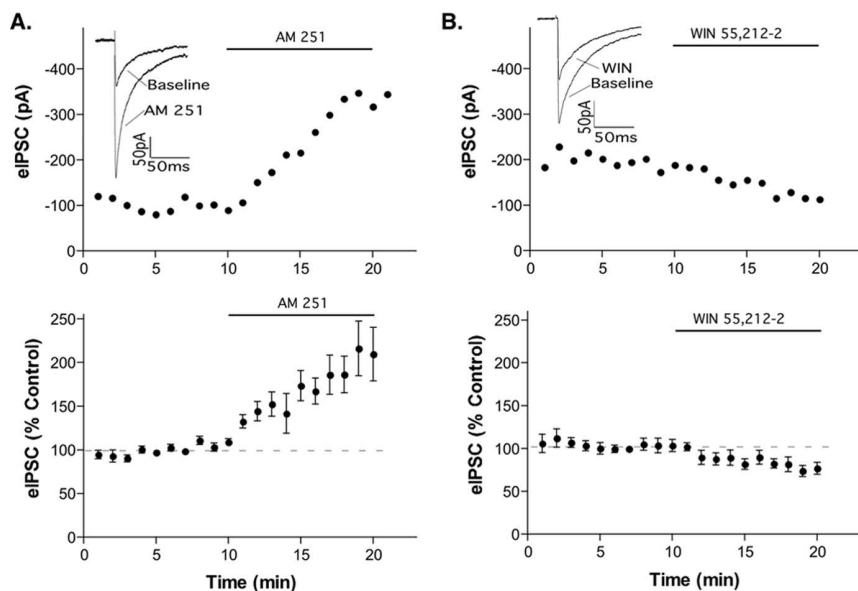 A.
AM 251
-400
-300
-200
-100
0
eIPSC (pA)
Baseline
AM 251
50pA
50ms
0 5 10 15 20
B.
WIN 55,212-2
-400
-300
-200
-100
0
eIPSC (pA)
WIN
Baseline
50pA
50ms
0 5 10 15 20
AM 251
250
200
150
100
50
0
eIPSC (% Control)
0 5 10 15 20
Time (min)
WIN 55,212-2
250
200
150
100
50
0
eIPSC (% Control)
0 5 10 15 20
Time (min)